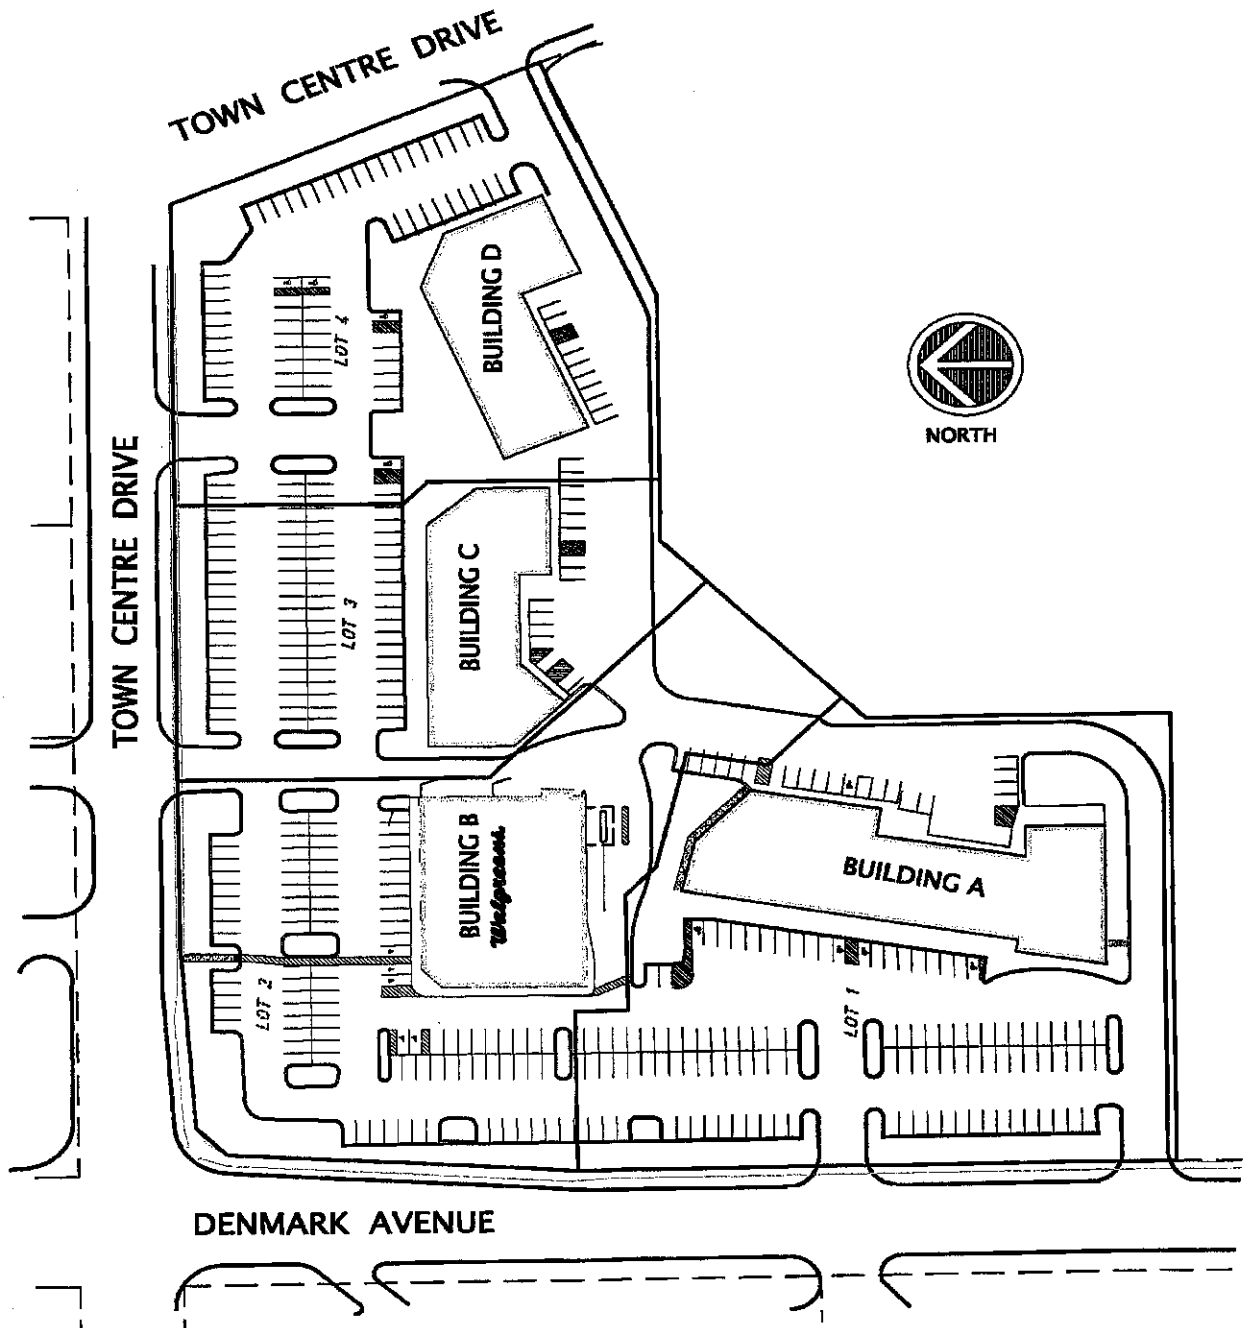 TOWN CENTRE DRIVE
BUILDING D
LOT 4
NORTH
TOWN CENTRE DRIVE
BUILDING C
LOT 3
BUILDING B
Walgreens
BUILDING A
LOT 2
LOT 1
DENMARK AVENUE